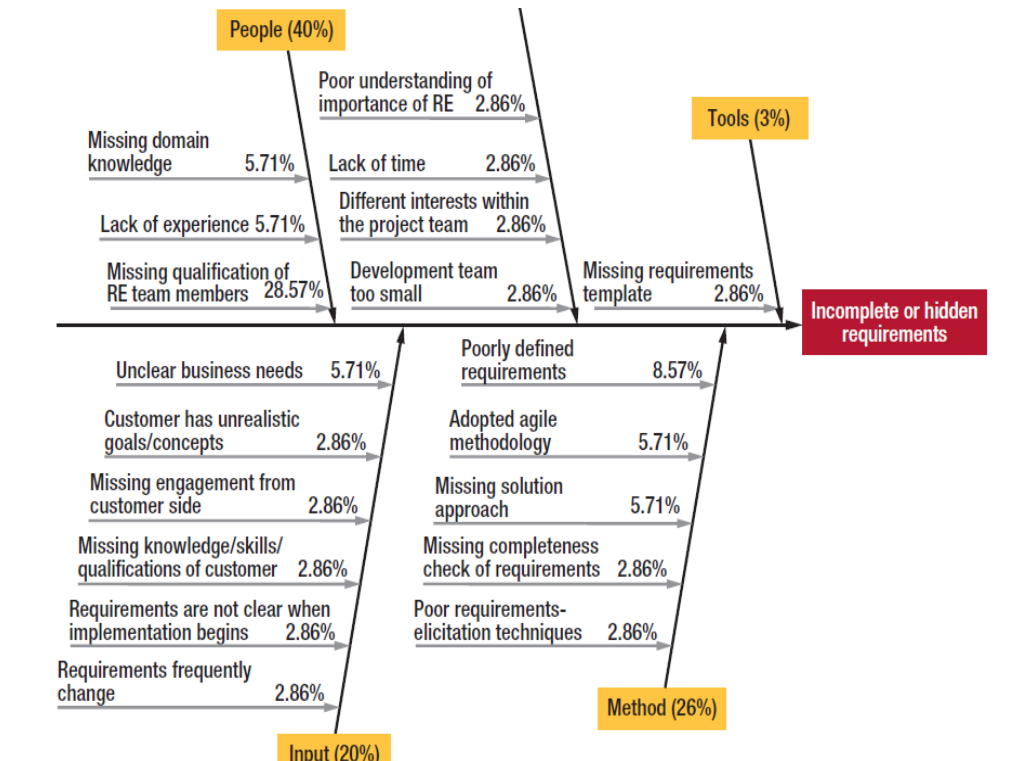 People (40%)
Poor understanding of
importance of RE 2.86%
Tools (3%)
Missing domain
knowledge 5.71%
Lack of time 2.86%
Different interests within
the project team 2.86%
Lack of experience 5.71%
Missing qualification of
RE team members 28.57%
Development team
too small 2.86%
Missing requirements
template 2.86%
Incomplete or hidden
requirements
Unclear business needs 5.71%
Customer has unrealistic
goals/concepts 2.86%
Missing engagement from
customer side 2.86%
Missing knowledge/skills/
qualifications of customer 2.86%
Requirements are not clear when
implementation begins 2.86%
Requirements frequently
change 2.86%
Input (20%)
Poorly defined
requirements 8.57%
Adopted agile
methodology 5.71%
Missing solution
approach 5.71%
Missing completeness
check of requirements 2.86%
Poor requirements-
elicitation techniques 2.86%
Method (26%)